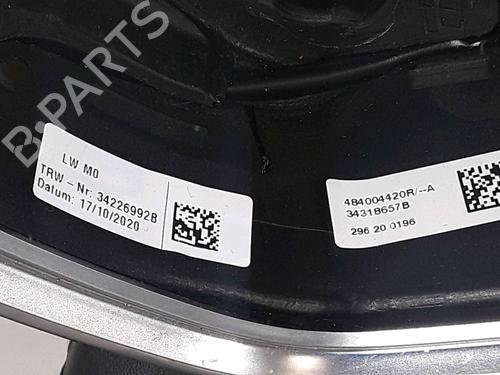 B-PARTS
LW M0
TRW - Nr: 34226992B
Datum: 17/10/2020
484004420R/--A
34318657B
296 20 0196